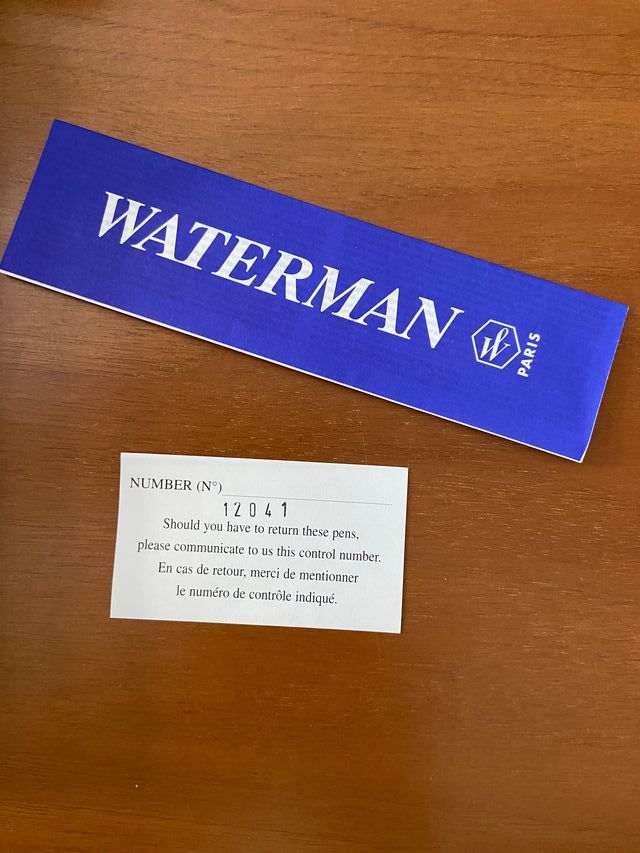 WATERMAN
W
PARIS
NUMBER (N°)
12041
Should you have to return these pens,
please communicate to us this control number.
En cas de retour, merci de mentionner
le numéro de contrôle indiqué.